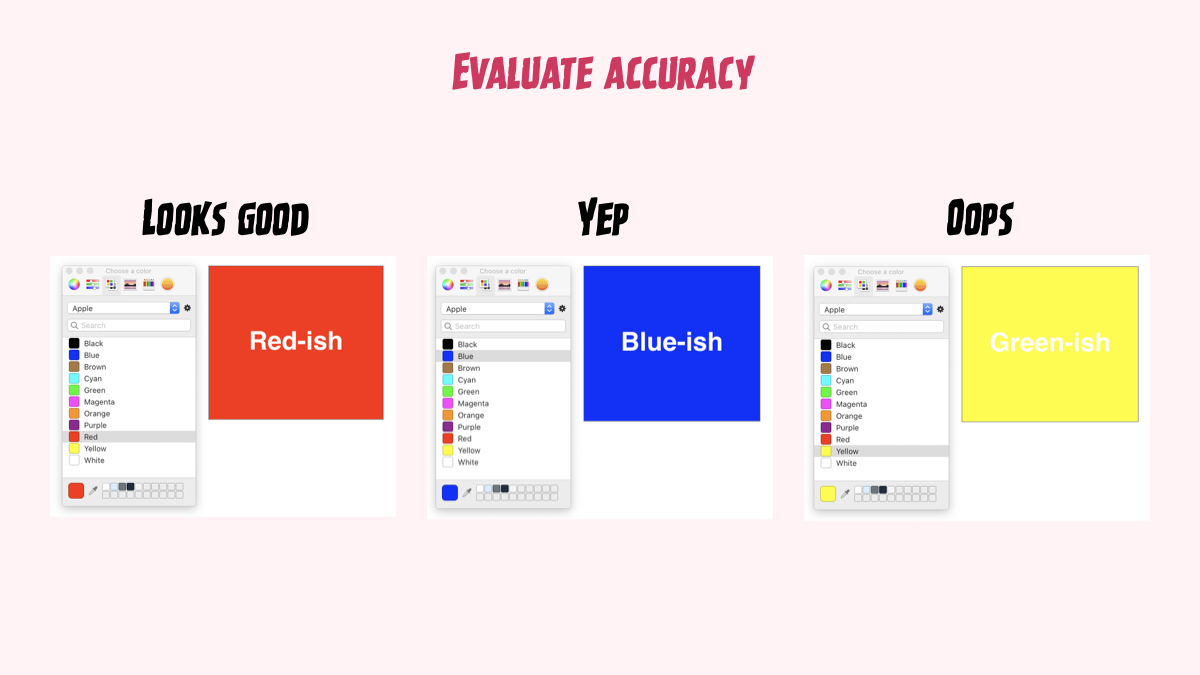 Evaluate accuracy
Looks good
Choose a color
Apple
Search
Black
Blue
Brown
Cyan
Green
Magenta
Orange
Purple
Red
Yellow
White
Red-ish
Yep
Choose a color
Apple
Search
Black
Blue
Brown
Cyan
Green
Magenta
Orange
Purple
Red
Yellow
White
Blue-ish
Oops
Choose a color
Apple
Search
Black
Blue
Brown
Cyan
Green
Magenta
Orange
Purple
Red
Yellow
White
Green-ish